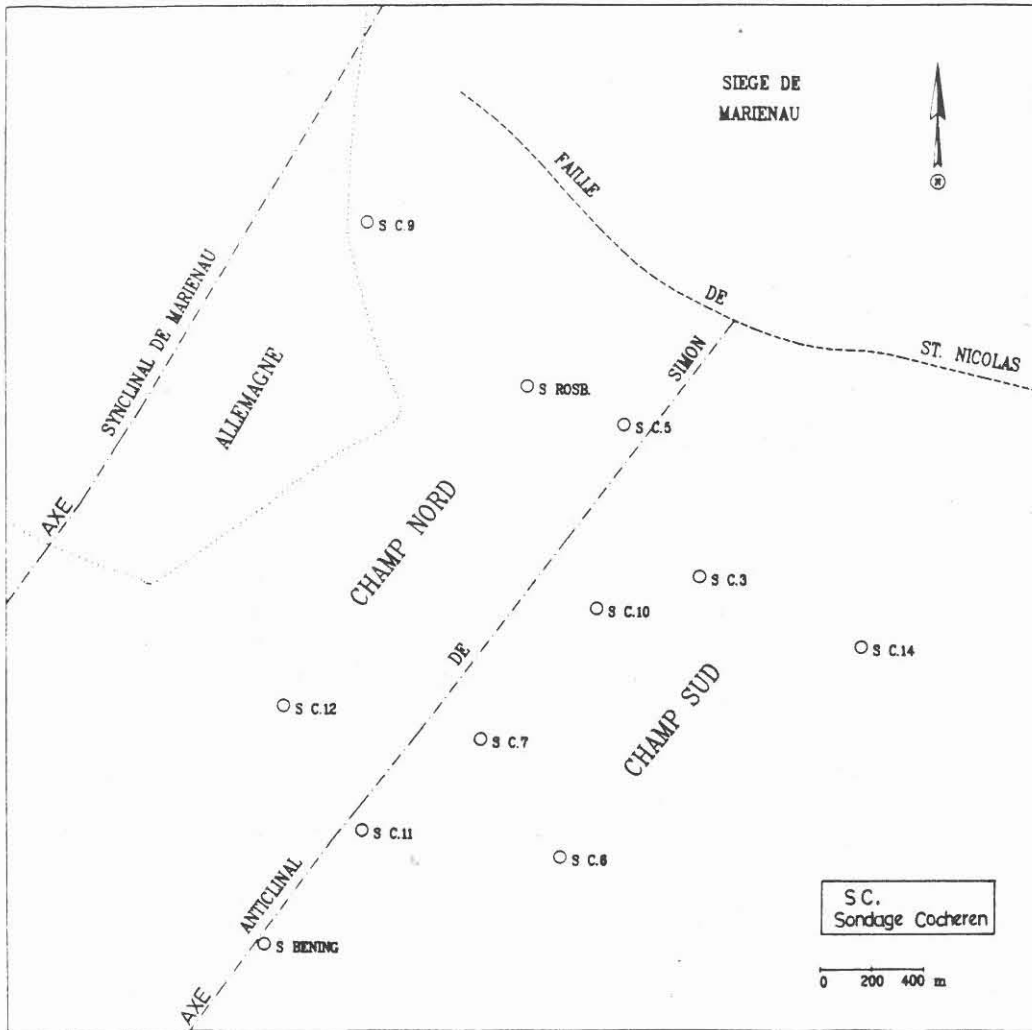 SIEGE DE
MARIENAU
N
FAILLE
DE
ST. NICOLAS
S C.9
AXE
SYNCLINAL DE MARIENAU
ALLEMAGNE
S ROSB.
SIMON
S C.5
CHAMP NORD
S C.3
S C.10
S C.14
DE
CHAMP SUD
S C.12
S C.7
S C.11
S C.6
ANTICLINAL
S BENING
AXE
S C.
Sondage Cocheren
0 200 400 m